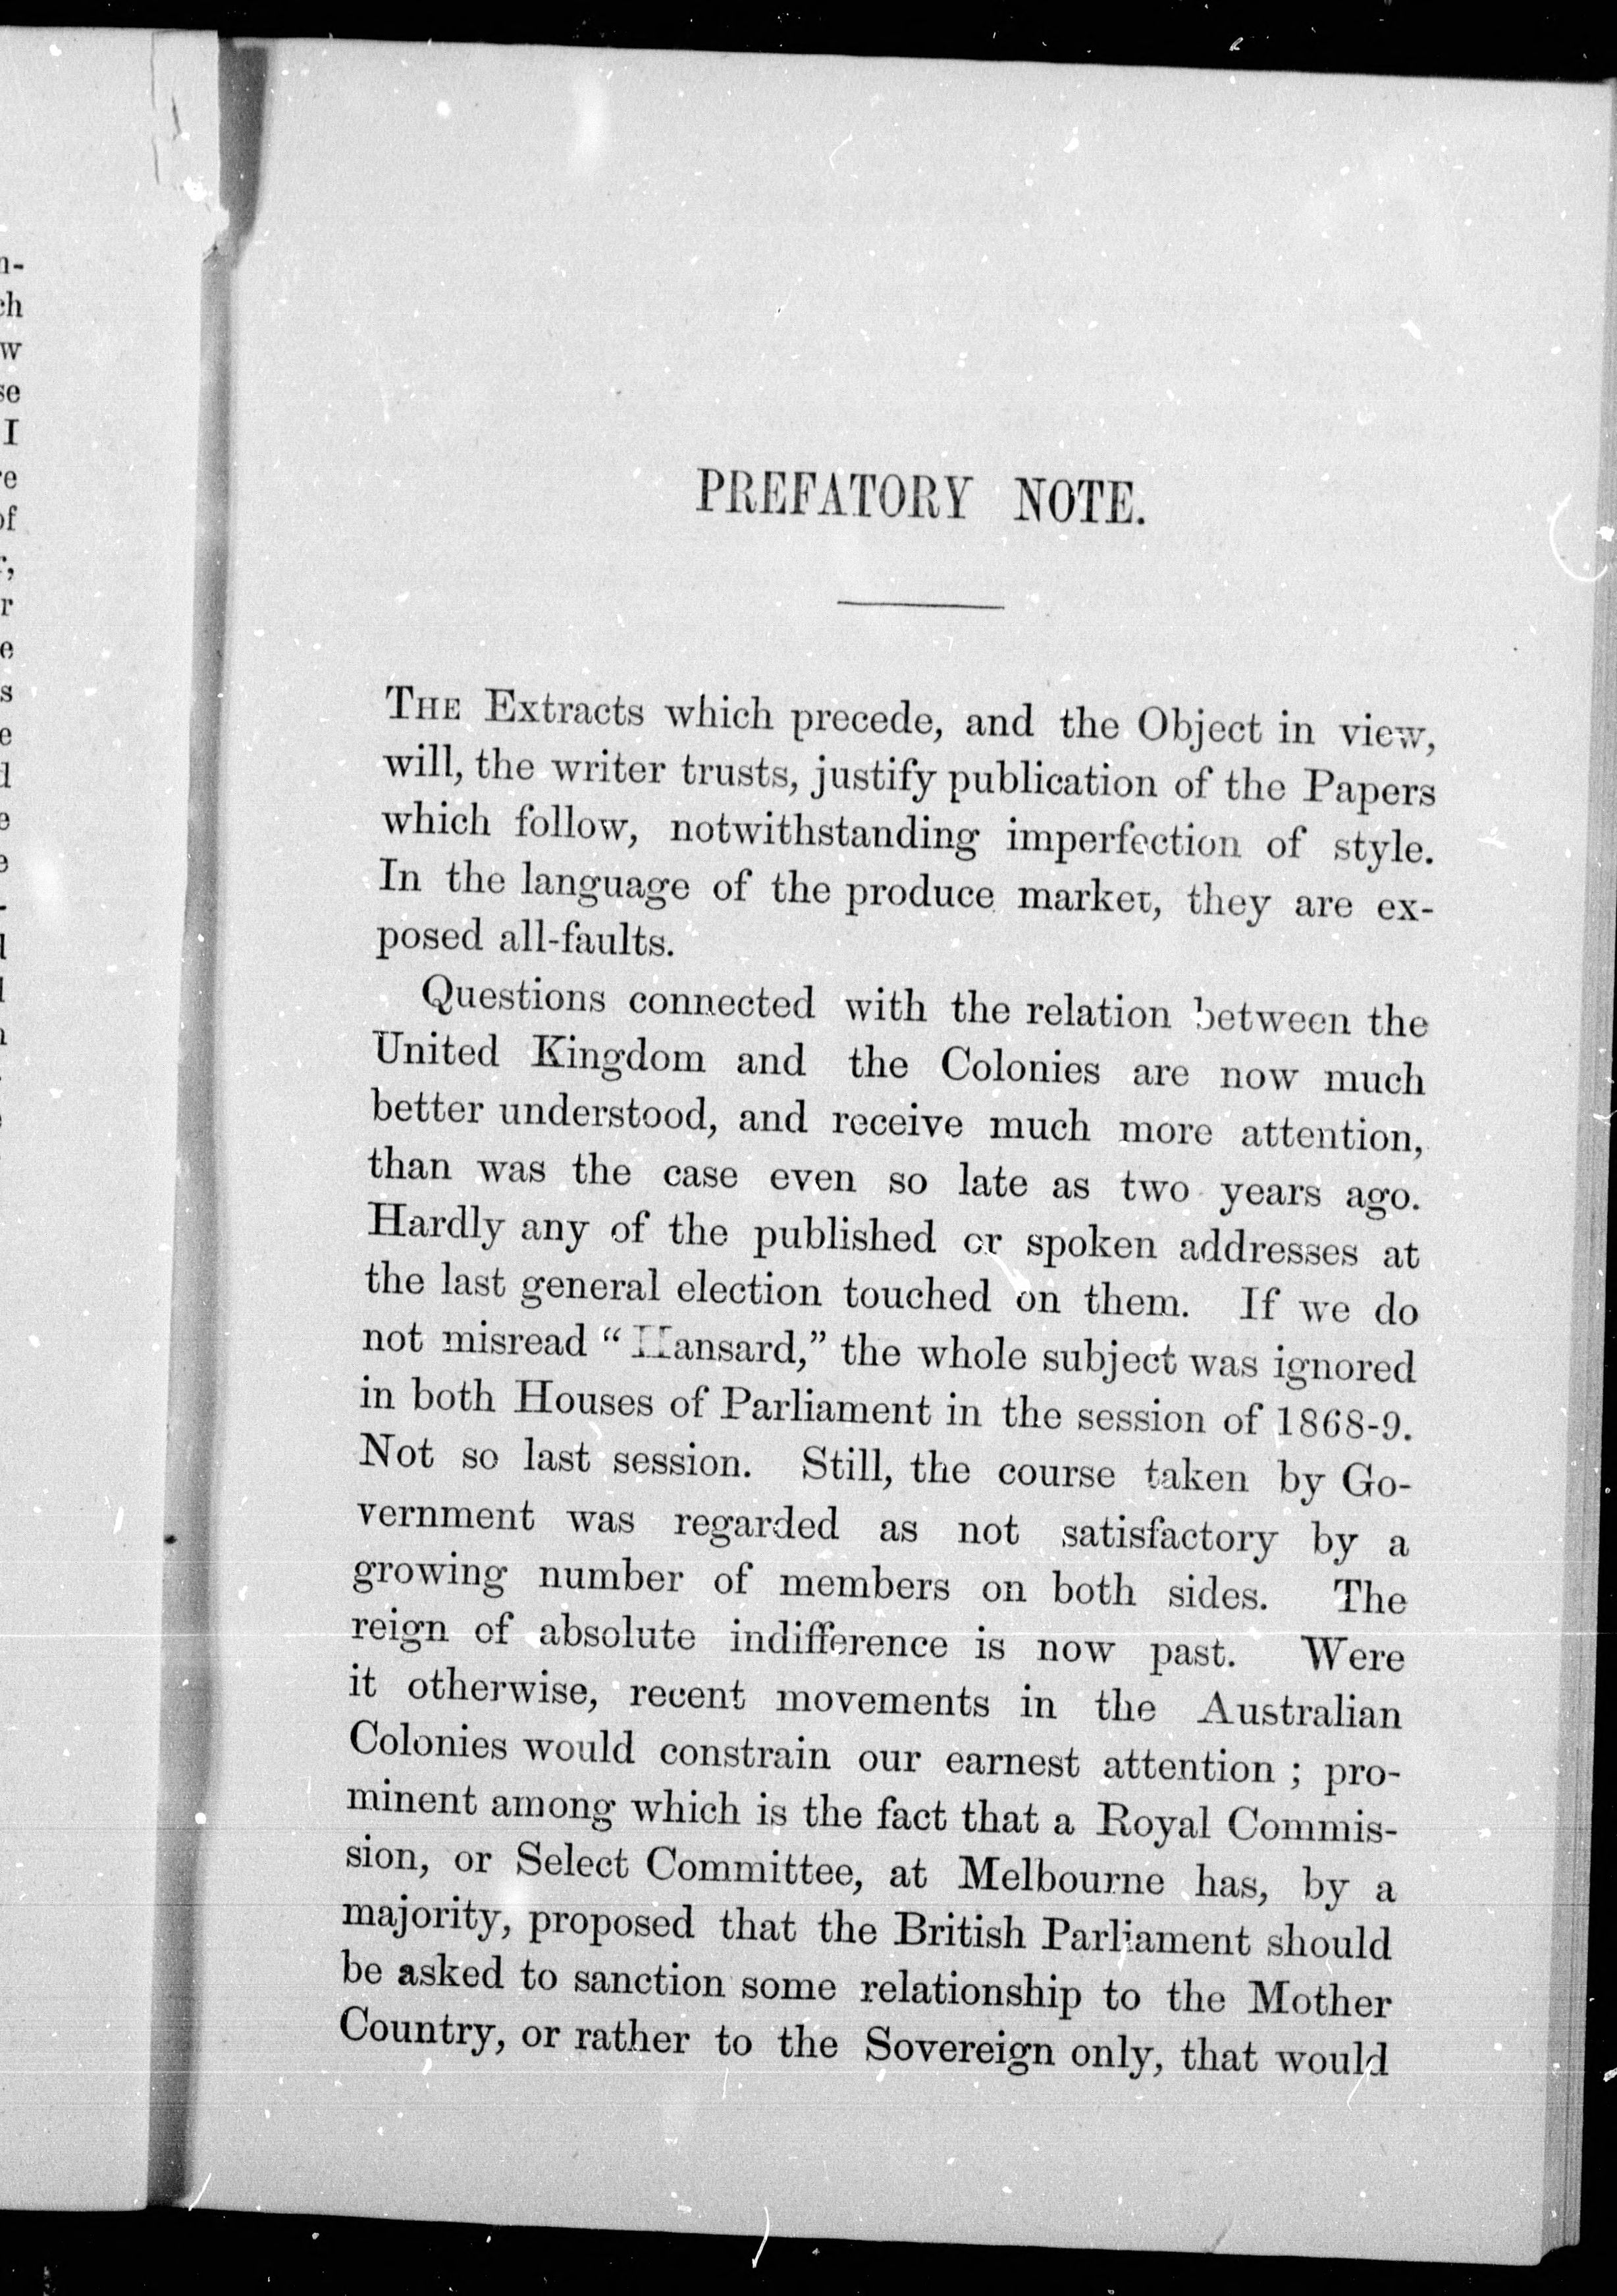 PREFATORY NOTE.
THE Extracts which precede, and the Object in view,
will, the writer trusts, justify publication of the Papers
which follow, notwithstanding imperfection of style.
In the language of the produce market, they are ex-
posed all-faults.
Questions connected with the relation between the
United Kingdom and the Colonies are now much
better understood, and receive much more attention,
than was the case even so late as two years ago.
Hardly any of the published or spoken addresses at
the last general election touched on them. If we do
not misread "Hansard," the whole subject was ignored
in both Houses of Parliament in the session of 1868-9.
Not so last session. Still, the course taken by Go-
vernment was regarded as not satisfactory by a
growing number of members on both sides. The
reign of absolute indifference is now past. Were
it otherwise, recent movements in the Australian
Colonies would constrain our earnest attention ; pro-
minent among which is the fact that a Royal Commis-
sion, or Select Committee, at Melbourne has, by a
majority, proposed that the British Parliament should
be asked to sanction some relationship to the Mother
Country, or rather to the Sovereign only, that would